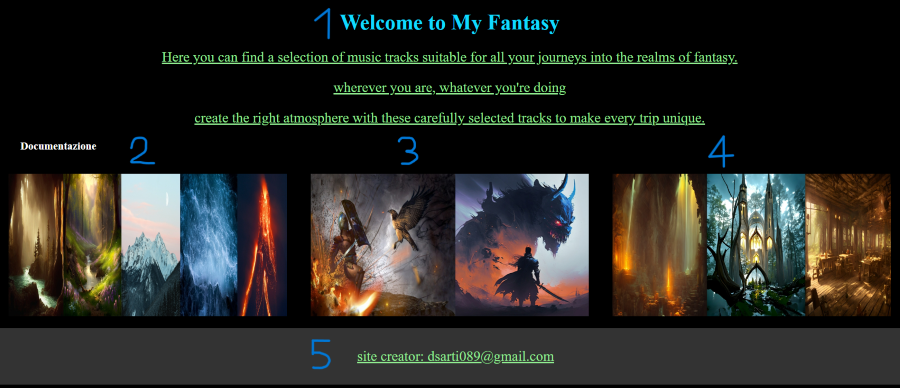 1 Welcome to My Fantasy
Here you can find a selection of music tracks suitable for all your journeys into the realms of fantasy.
wherever you are, whatever you're doing
create the right atmosphere with these carefully selected tracks to make every trip unique.
Documentazione 2 3 4
5 site creator: dsarti089@gmail.com